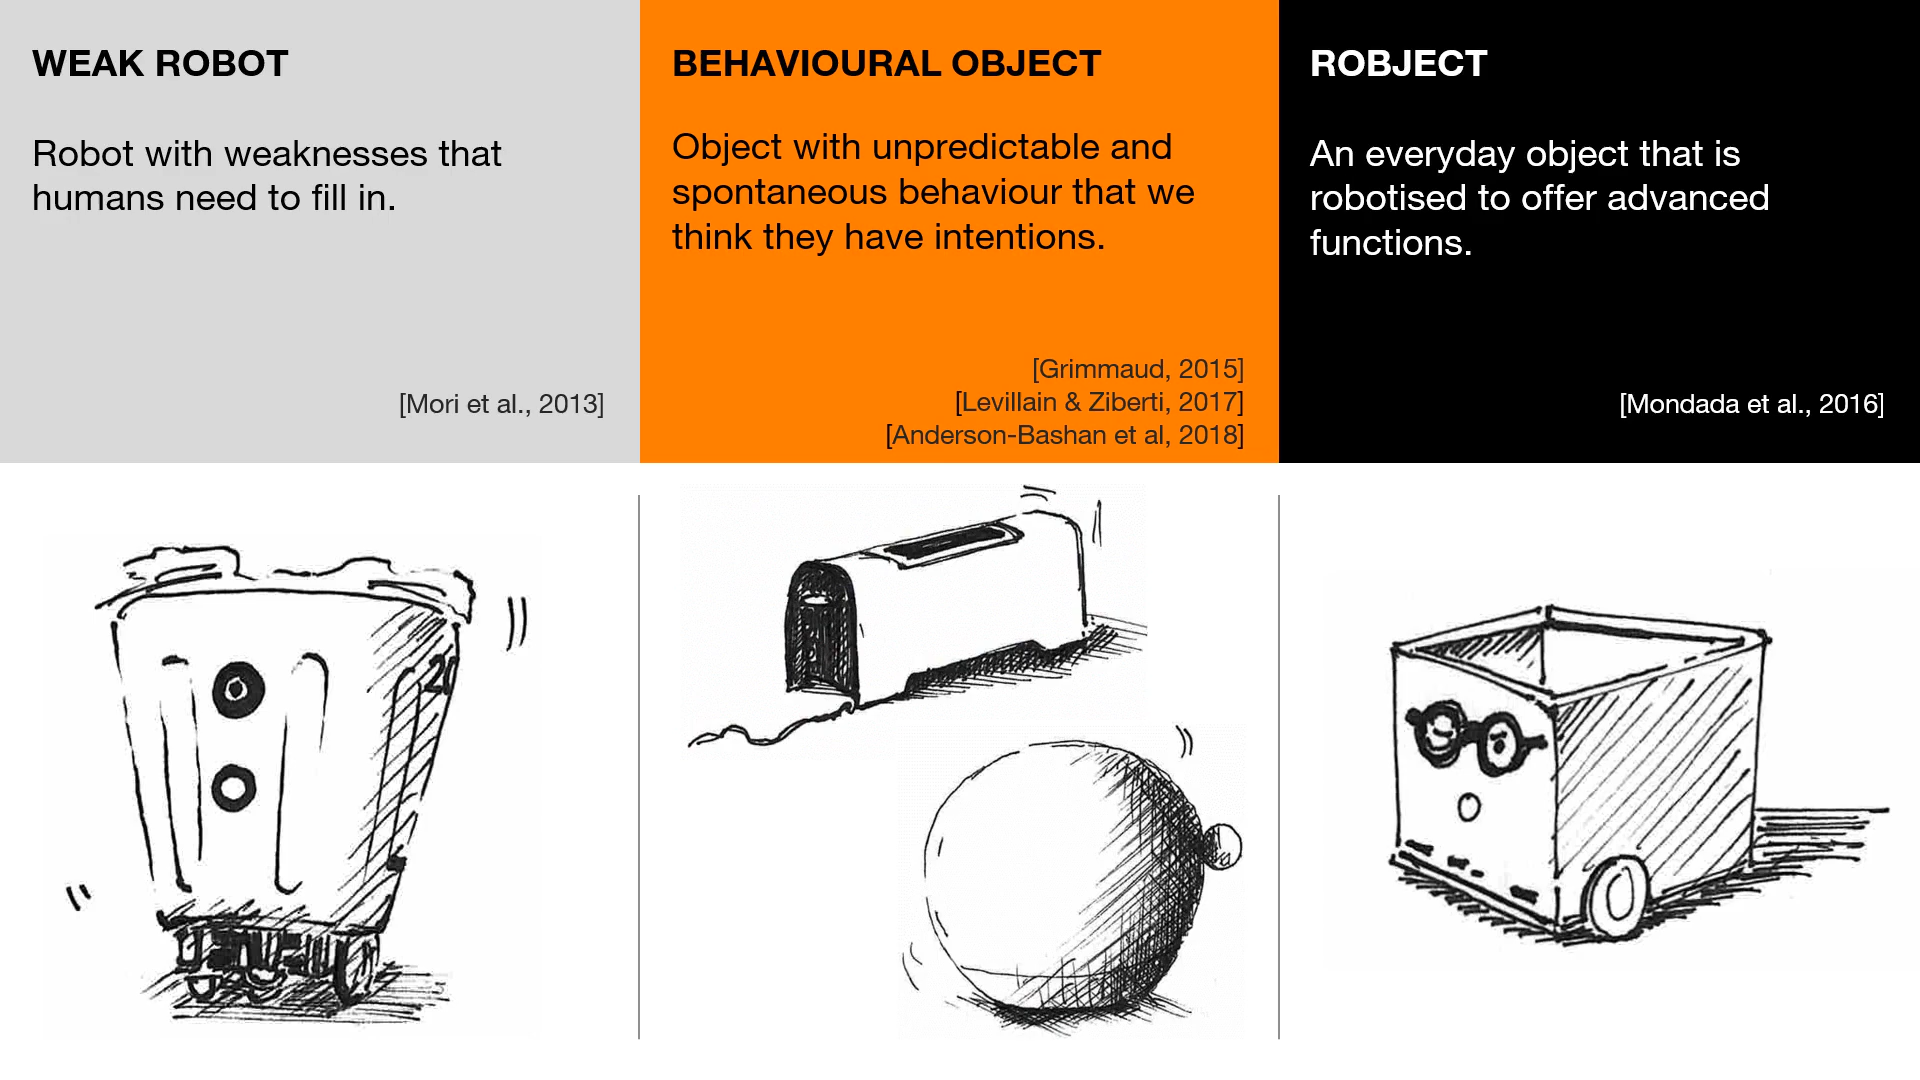 WEAK ROBOT
Robot with weaknesses that
humans need to fill in.
[Mori et al., 2013]
BEHAVIOURAL OBJECT
Object with unpredictable and
spontaneous behaviour that we
think they have intentions.
[Grimmaud, 2015]
[Levillain & Ziberti, 2017]
[Anderson-Bashan et al, 2018]
ROBJECT
An everyday object that is
robotised to offer advanced
functions.
[Mondada et al., 2016]
20